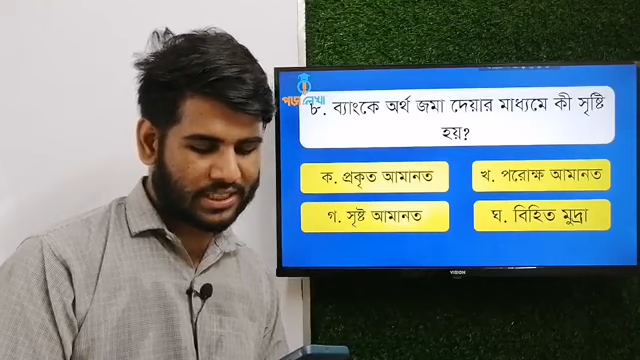 পড়ালেখা
৮. ব্যাংকে অর্থ জমা দেয়ার মাধ্যমে কী সৃষ্টি
হয়?
ক. প্রকৃত আমানত
খ. পরোক্ষ আমানত
গ. সৃষ্ট আমানত
ঘ. বিহিত মুদ্রা
VISION